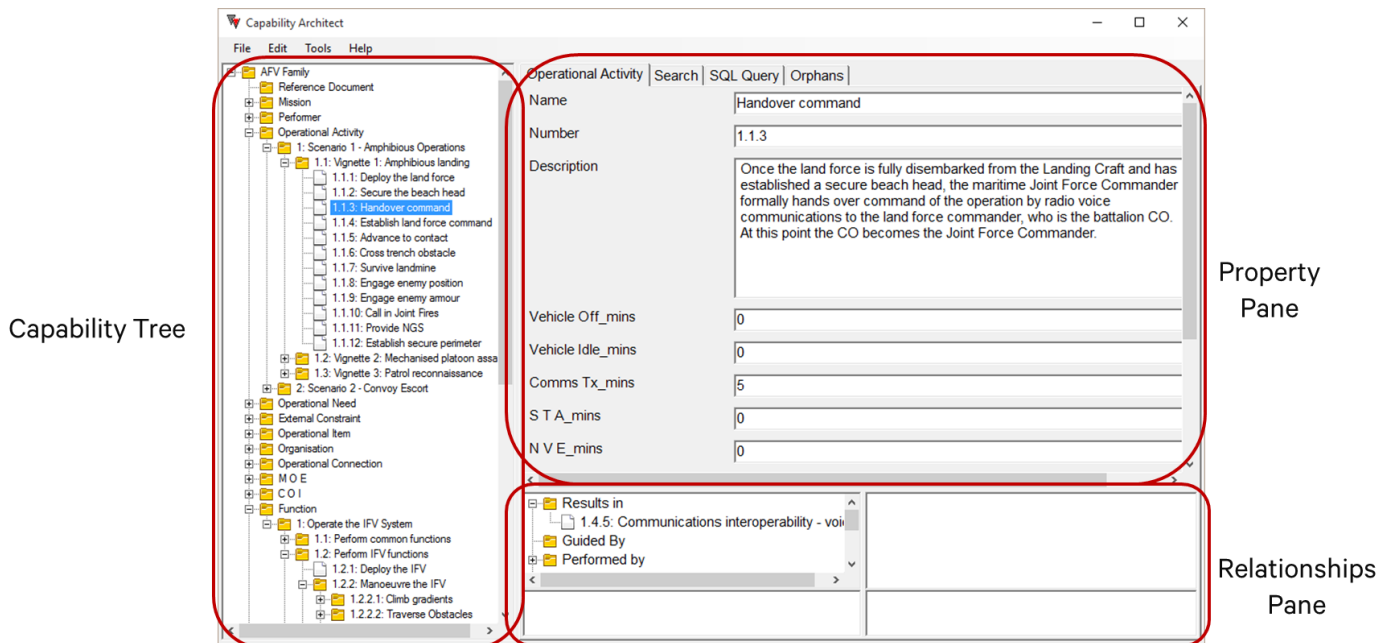 Capability Architect
File Edit Tools Help
AFV Family
Reference Document
Mission
Performer
Operational Activity
1: Scenario 1 - Amphibious Operations
1.1: Vignette 1: Amphibious landing
1.1.1: Deploy the land force
1.1.2: Secure the beach head
1.1.3: Handover command
1.1.4: Establish land force command
1.1.5: Advance to contact
1.1.6: Cross trench obstacle
1.1.7: Survive landmine
1.1.8: Engage enemy position
1.1.9: Engage enemy armour
1.1.10: Call in Joint Fires
1.1.11: Provide NGS
1.1.12: Establish secure perimeter
1.2: Vignette 2: Mechanised platoon assa
1.3: Vignette 3: Patrol reconnaissance
2: Scenario 2 - Convoy Escort
Operational Need
External Constraint
Operational Item
Organisation
Operational Connection
M O E
C O I
Function
1: Operate the IFV System
1.1: Perform common functions
1.2: Perform IFV functions
1.2.1: Deploy the IFV
1.2.2: Manoeuvre the IFV
1.2.2.1: Climb gradients
1.2.2.2: Traverse Obstacles
Operational Activity Search SQL Query Orphans
Name Handover command
Number 1.1.3
Description Once the land force is fully disembarked from the Landing Craft and has
established a secure beach head, the maritime Joint Force Commander
formally hands over command of the operation by radio voice
communications to the land force commander, who is the battalion CO.
At this point the CO becomes the Joint Force Commander.
Vehicle Off_mins 0
Vehicle Idle_mins 0
Comms Tx_mins 5
S T A_mins 0
N V E_mins 0
Results in
1.4.5: Communications interoperability - voi
Guided By
Performed by
Capability Tree
Property
Pane
Relationships
Pane